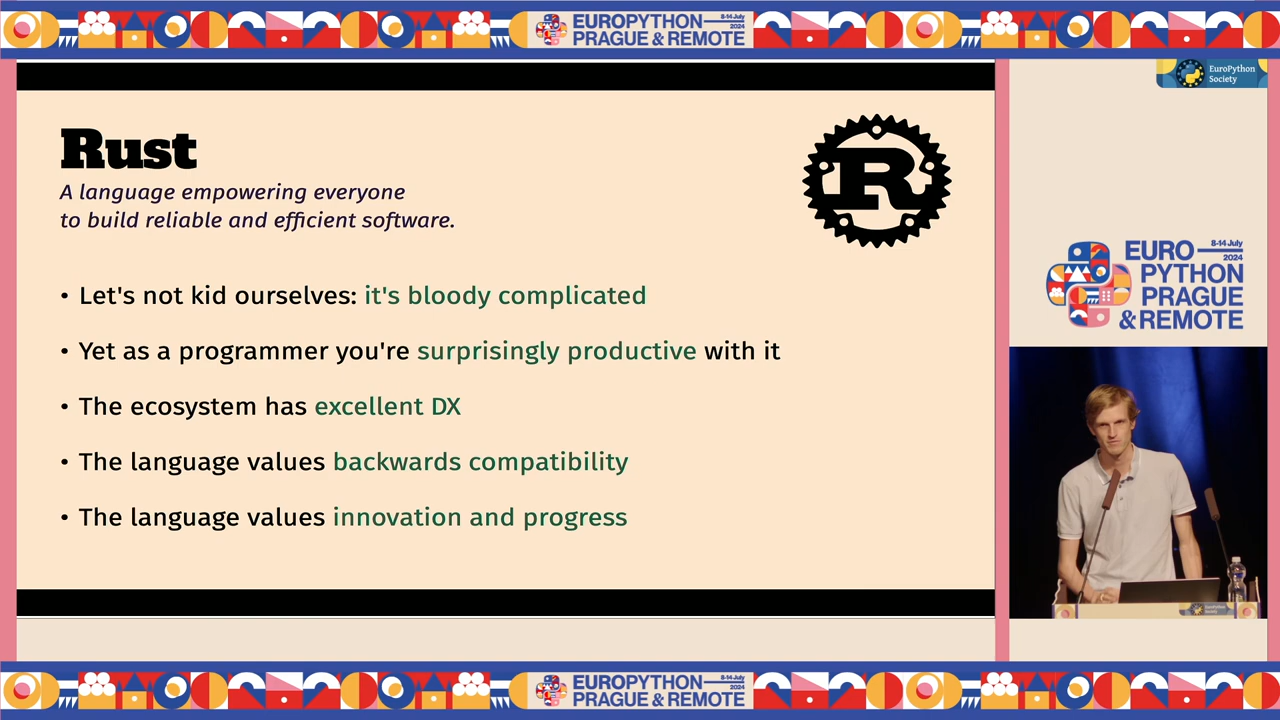 EUROPYTHON 8-14 July 2024
PRAGUE & REMOTE
EuroPython
Society
Rust
A language empowering everyone
to build reliable and efficient software.
R
• Let's not kid ourselves: it's bloody complicated
• Yet as a programmer you're surprisingly productive with it
• The ecosystem has excellent DX
• The language values backwards compatibility
• The language values innovation and progress
EURO 8-14 July
2024
PYTHON
PRAGUE
& REMOTE
EuroPython
Society
EUROPYTHON 8-14 July 2024
PRAGUE & REMOTE